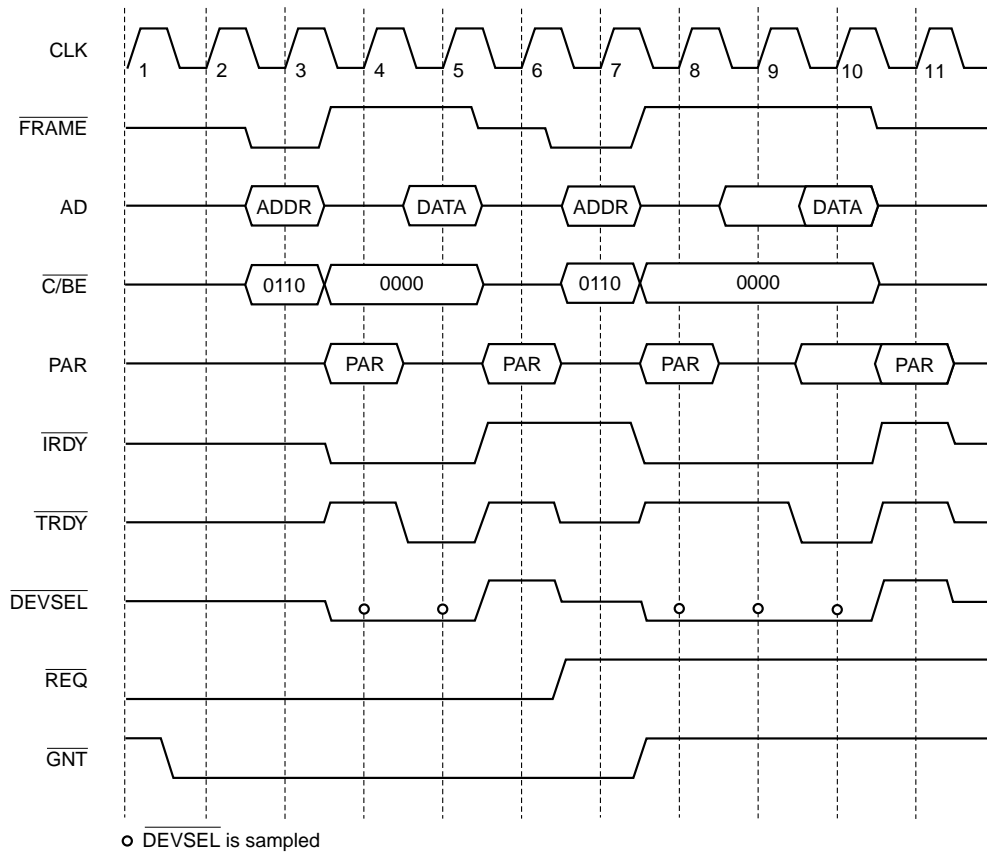 CLK
1 2 3 4 5 6 7 8 9 10 11
FRAME
AD ADDR DATA ADDR DATA
C/BE 0110 0000 0110 0000
PAR PAR PAR PAR PAR
IRDY
TRDY
DEVSEL
REQ
GNT
DEVSEL is sampled